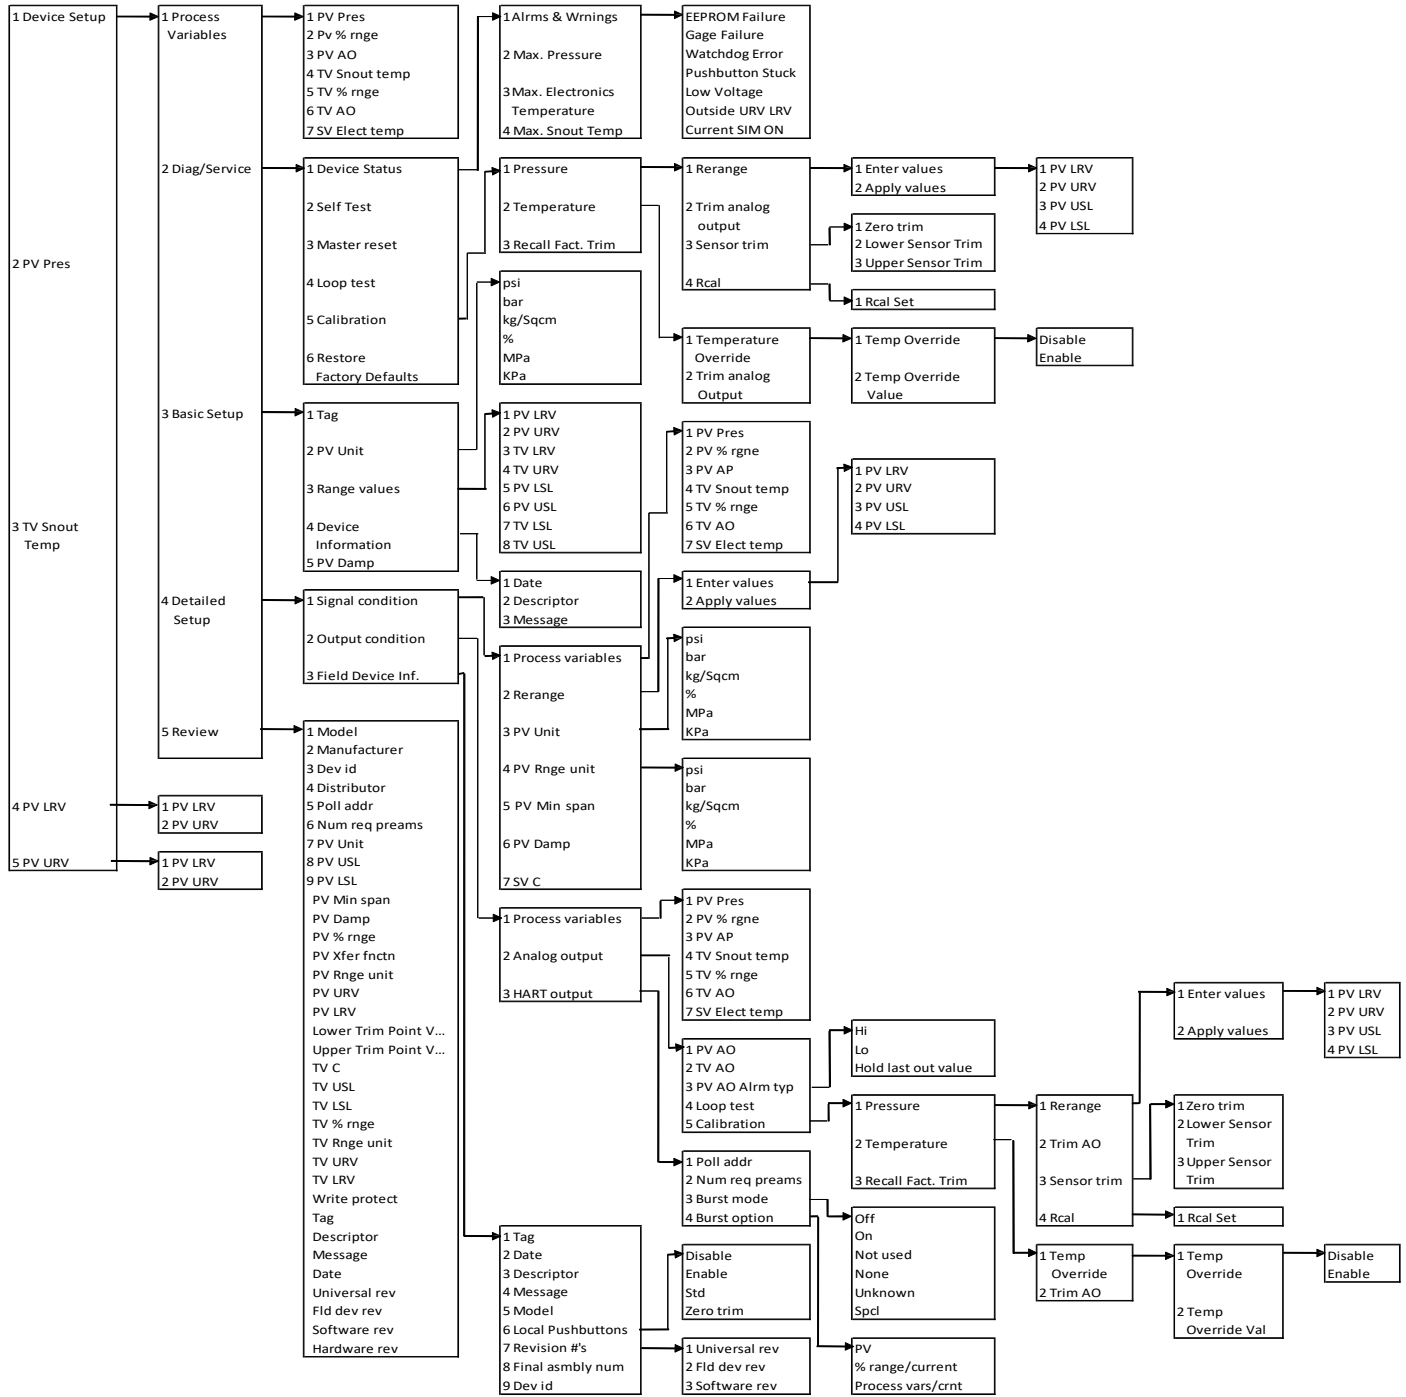 1 Device Setup
2 PV Pres
3 TV Snout
Temp
4 PV LRV
5 PV URV
1 Process
Variables
2 Diag/Service
3 Basic Setup
4 Detailed
Setup
5 Review
1 PV LRV
2 PV URV
1 PV LRV
2 PV URV
1 PV Pres
2 Pv % rnge
3 PV AO
4 TV Snout temp
5 TV % rnge
6 TV AO
7 SV Elect temp
1 Device Status
2 Self Test
3 Master reset
4 Loop test
5 Calibration
6 Restore
Factory Defaults
1 Tag
2 PV Unit
3 Range values
4 Device
Information
5 PV Damp
1 Signal condition
2 Output condition
3 Field Device Inf.
1 Model
2 Manufacturer
3 Dev id
4 Distributor
5 Poll addr
6 Num req preams
7 PV Unit
8 PV USL
9 PV LSL
PV Min span
PV Damp
PV % rnge
PV Xfer fnctn
PV Rnge unit
PV URV
PV LRV
Lower Trim Point V...
Upper Trim Point V...
TV C
TV USL
TV LSL
TV % rnge
TV Rnge unit
TV URV
TV LRV
Write protect
Tag
Descriptor
Message
Date
Universal rev
Fld dev rev
Software rev
Hardware rev
1 Alrms & Wrnings
2 Max. Pressure
3 Max. Electronics
Temperature
4 Max. Snout Temp
1 Pressure
2 Temperature
3 Recall Fact. Trim
psi
bar
kg/Sqcm
%
MPa
KPa
1 PV LRV
2 PV URV
3 TV LRV
4 TV URV
5 PV LSL
6 PV USL
7 TV LSL
8 TV USL
1 Date
2 Descriptor
3 Message
1 Process variables
2 Rerange
3 PV Unit
4 PV Rnge unit
5 PV Min span
6 PV Damp
7 SV C
1 Process variables
2 Analog output
3 HART output
1 Tag
2 Date
3 Descriptor
4 Message
5 Model
6 Local Pushbuttons
7 Revision #'s
8 Final asmbly num
9 Dev id
EEPROM Failure
Gage Failure
Watchdog Error
Pushbutton Stuck
Low Voltage
Outside URV LRV
Current SIM ON
1 Rerange
2 Trim analog
output
3 Sensor trim
4 Rcal
1 Temperature
Override
2 Trim analog
Output
1 PV Pres
2 PV % rgne
3 PV AP
4 TV Snout temp
5 TV % rnge
6 TV AO
7 SV Elect temp
1 Enter values
2 Apply values
psi
bar
kg/Sqcm
%
MPa
KPa
psi
bar
kg/Sqcm
%
MPa
KPa
1 PV Pres
2 PV % rgne
3 PV AP
4 TV Snout temp
5 TV % rnge
6 TV AO
7 SV Elect temp
1 PV AO
2 TV AO
3 PV AO Alrm typ
4 Loop test
5 Calibration
1 Poll addr
2 Num req preams
3 Burst mode
4 Burst option
Disable
Enable
Std
Zero trim
1 Universal rev
2 Fld dev rev
3 Software rev
1 Enter values
2 Apply values
1 Zero trim
2 Lower Sensor Trim
3 Upper Sensor Trim
1 Rcal Set
1 Temp Override
2 Temp Override
Value
1 PV LRV
2 PV URV
3 PV USL
4 PV LSL
Hi
Lo
Hold last out value
1 Pressure
2 Temperature
3 Recall Fact. Trim
Off
On
Not used
None
Unknown
Spcl
PV
% range/current
Process vars/crnt
1 PV LRV
2 PV URV
3 PV USL
4 PV LSL
Disable
Enable
1 Rerange
2 Trim AO
3 Sensor trim
4 Rcal
1 Temp
Override
2 Trim AO
1 Enter values
2 Apply values
1 Zero trim
2 Lower Sensor
Trim
3 Upper Sensor
Trim
1 Rcal Set
1 Temp
Override
2 Temp
Override Val
1 PV LRV
2 PV URV
3 PV USL
4 PV LSL
Disable
Enable